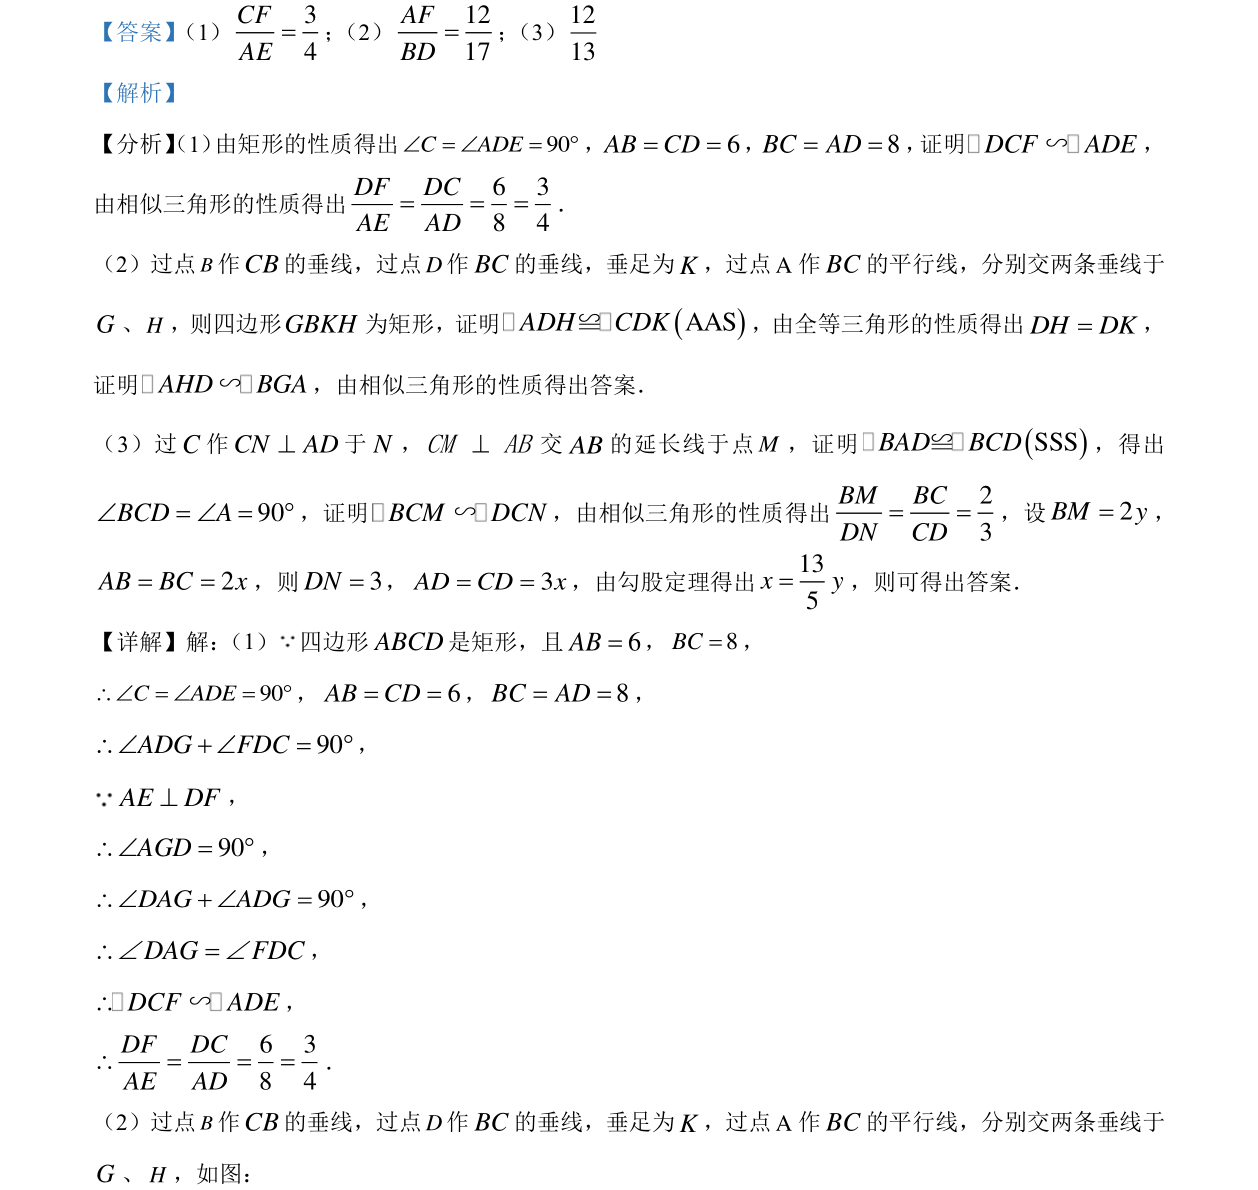 【答案】（1）CF/AE = 3/4；（2）AF/BD = 12/17；（3）12/13
【解析】
【分析】（1）由矩形的性质得出∠C = ∠ADE = 90°，AB = CD = 6，BC = AD = 8，证明□DCF ∽□ADE，
由相似三角形的性质得出DF/AE = DC/AD = 6/8 = 3/4．
（2）过点B作CB的垂线，过点D作BC的垂线，垂足为K，过点A作BC的平行线，分别交两条垂线于
G、H，则四边形GBKH为矩形，证明□ADH≌□CDK(AAS)，由全等三角形的性质得出DH = DK，
证明□AHD ∽□BGA，由相似三角形的性质得出答案．
（3）过C作CN ⊥ AD于N，CM ⊥ AB交AB的延长线于点M，证明□BAD≌□BCD(SSS)，得出
∠BCD = ∠A = 90°，证明□BCM ∽□DCN，由相似三角形的性质得出BM/DN = BC/CD = 2/3，设BM = 2y，
AB = BC = 2x，则DN = 3，AD = CD = 3x，由勾股定理得出x = 13/5 y，则可得出答案．
【详解】解：（1）∵四边形ABCD是矩形，且AB = 6，BC = 8，
∴∠C = ∠ADE = 90°，AB = CD = 6，BC = AD = 8，
∴∠ADG + ∠FDC = 90°，
∵AE ⊥ DF，
∴∠AGD = 90°，
∴∠DAG + ∠ADG = 90°，
∴∠DAG = ∠FDC，
∴□DCF ∽□ADE，
∴DF/AE = DC/AD = 6/8 = 3/4．
（2）过点B作CB的垂线，过点D作BC的垂线，垂足为K，过点A作BC的平行线，分别交两条垂线于
G、H，如图：